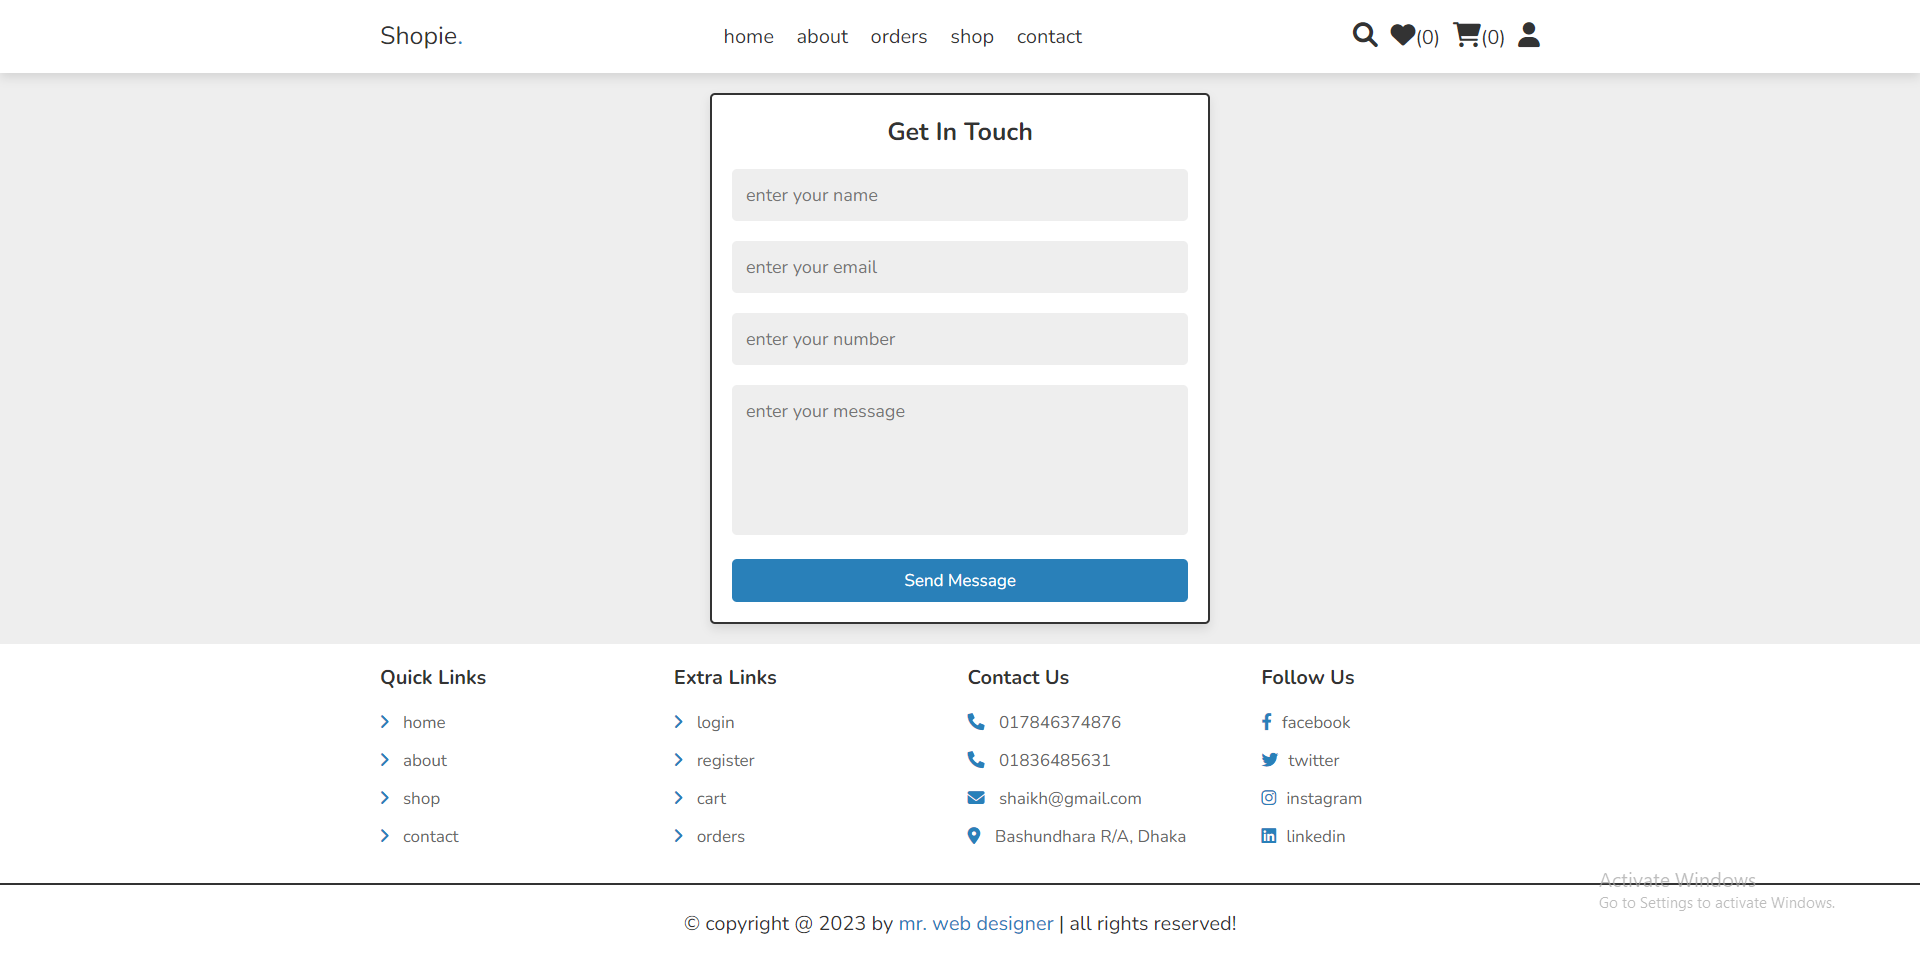 Shopie. home about orders shop contact (0) (0)
Get In Touch
enter your name
enter your email
enter your number
enter your message
Send Message
Quick Links
home
about
shop
contact
Extra Links
login
register
cart
orders
Contact Us
017846374876
01836485631
shaikh@gmail.com
Bashundhara R/A, Dhaka
Follow Us
facebook
twitter
instagram
linkedin
Activate Windows
Go to Settings to activate Windows.
© copyright @ 2023 by mr. web designer | all rights reserved!